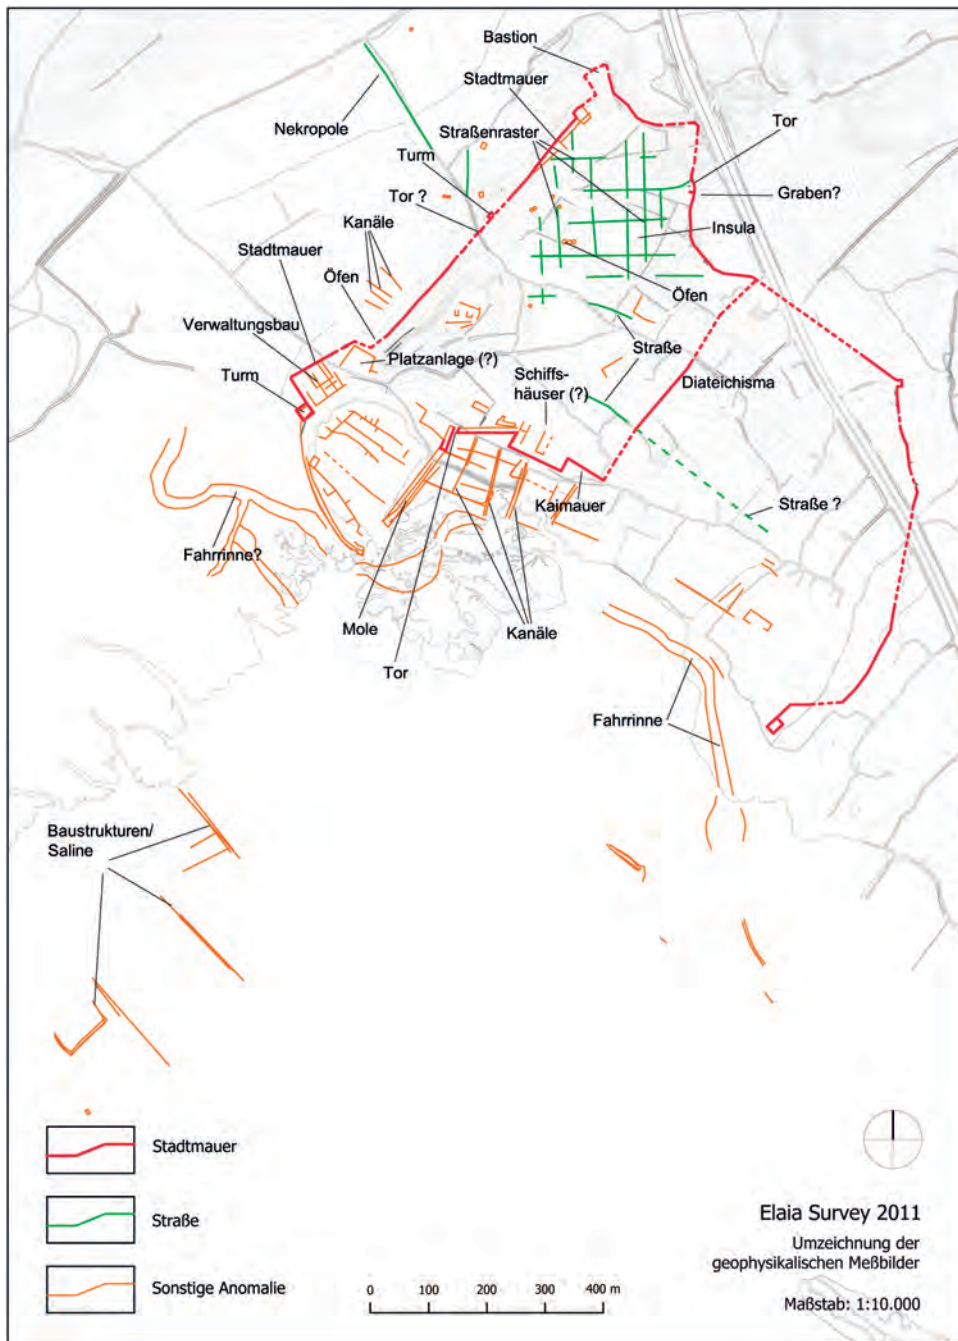 Bastion
Stadtmauer
Nekropole
Straßenraster
Tor
Turm
Tor ?
Graben?
Kanäle
Insula
Stadtmauer
Öfen
Öfen
Verwaltungsbau
Straße
Platzanlage (?)
Turm
Schiffs-
häuser (?)
Diateichisma
Kaimauer
Straße ?
Fahrrinne?
Mole
Kanäle
Tor
Fahrrinne
Baustrukturen/
Saline
Stadtmauer
Straße
Sonstige Anomalie
0 100 200 300 400 m
Elaia Survey 2011
Umzeichnung der
geophysikalischen Meßbilder
Maßstab: 1:10.000